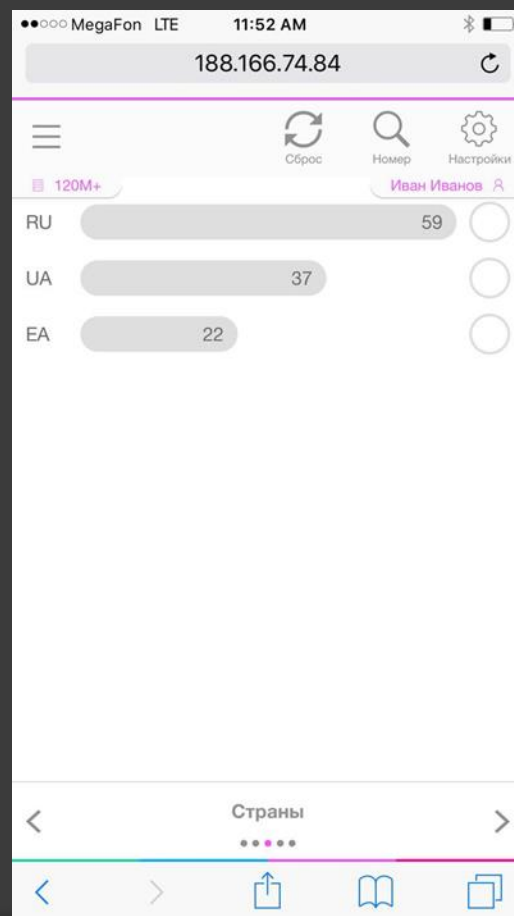 MegaFon LTE 11:52 AM
188.166.74.84
Сброс Номер Настройки
120M+ Иван Иванов
RU 59
UA 37
EA 22
Страны